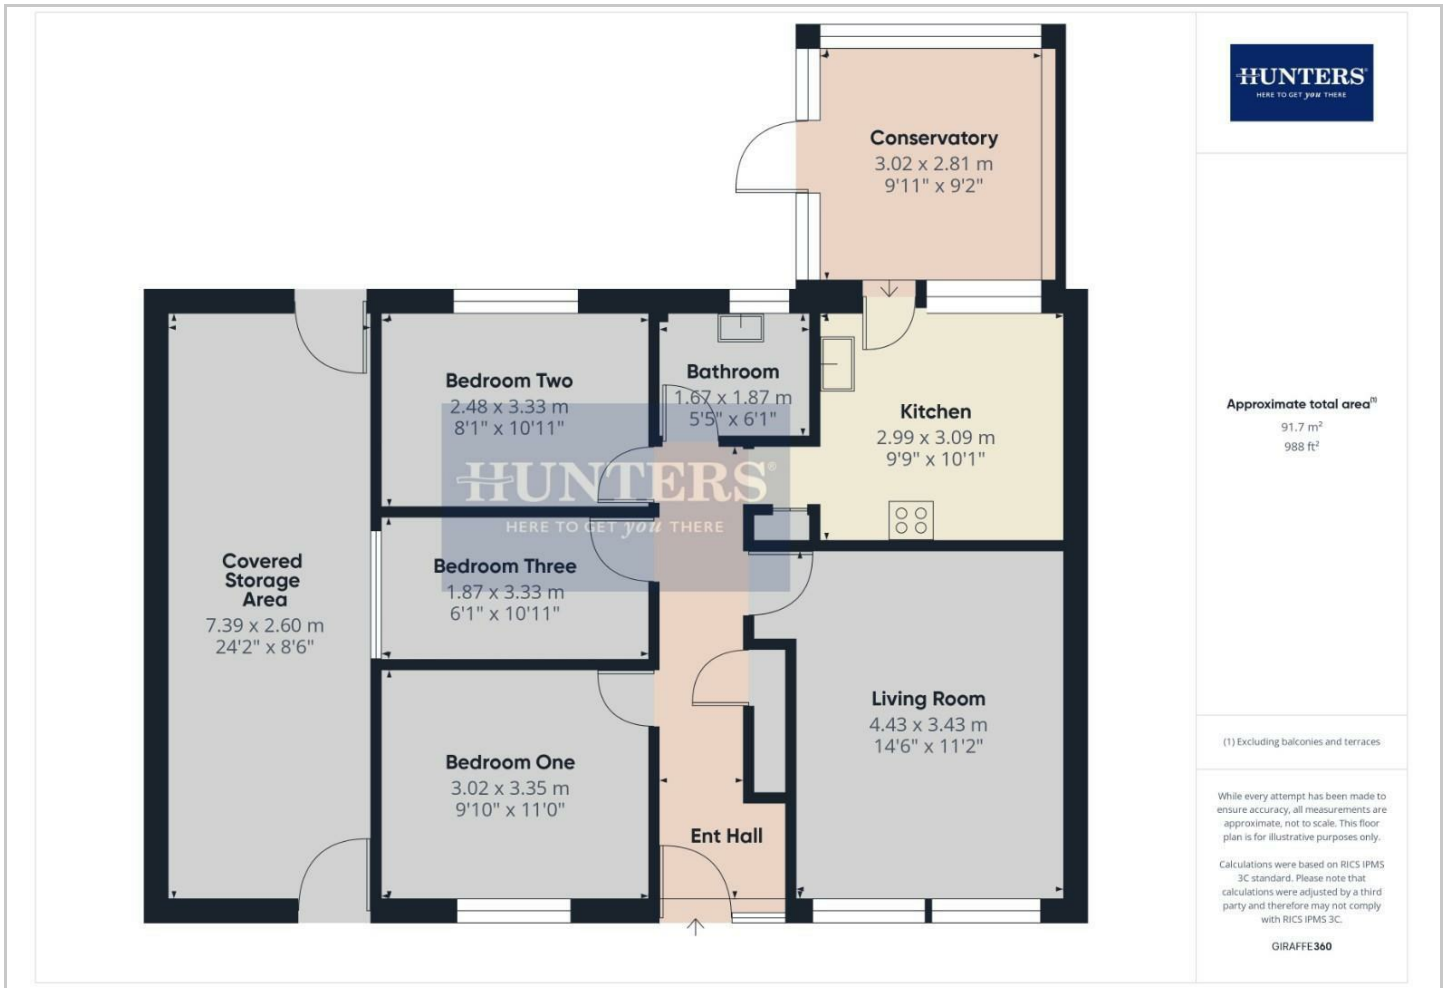 Conservatory
3.02 x 2.81 m
9'11" x 9'2"
Bedroom Two
2.48 x 3.33 m
8'1" x 10'11"
Bathroom
1.67 x 1.87 m
5'5" x 6'1"
Kitchen
2.99 x 3.09 m
9'9" x 10'1"
HUNTERS®
HERE TO GET you THERE
Covered
Storage
Area
7.39 x 2.60 m
24'2" x 8'6"
Bedroom Three
1.87 x 3.33 m
6'1" x 10'11"
Living Room
4.43 x 3.43 m
14'6" x 11'2"
Bedroom One
3.02 x 3.35 m
9'10" x 11'0"
Ent Hall
HUNTERS®
HERE TO GET you THERE
Approximate total area(1)
91.7 m²
988 ft²
(1) Excluding balconies and terraces
While every attempt has been made to
ensure accuracy, all measurements are
approximate, not to scale. This floor
plan is for illustrative purposes only.
Calculations were based on RICS IPMS
3C standard. Please note that
calculations were adjusted by a third
party and therefore may not comply
with RICS IPMS 3C.
GIRAFFE360